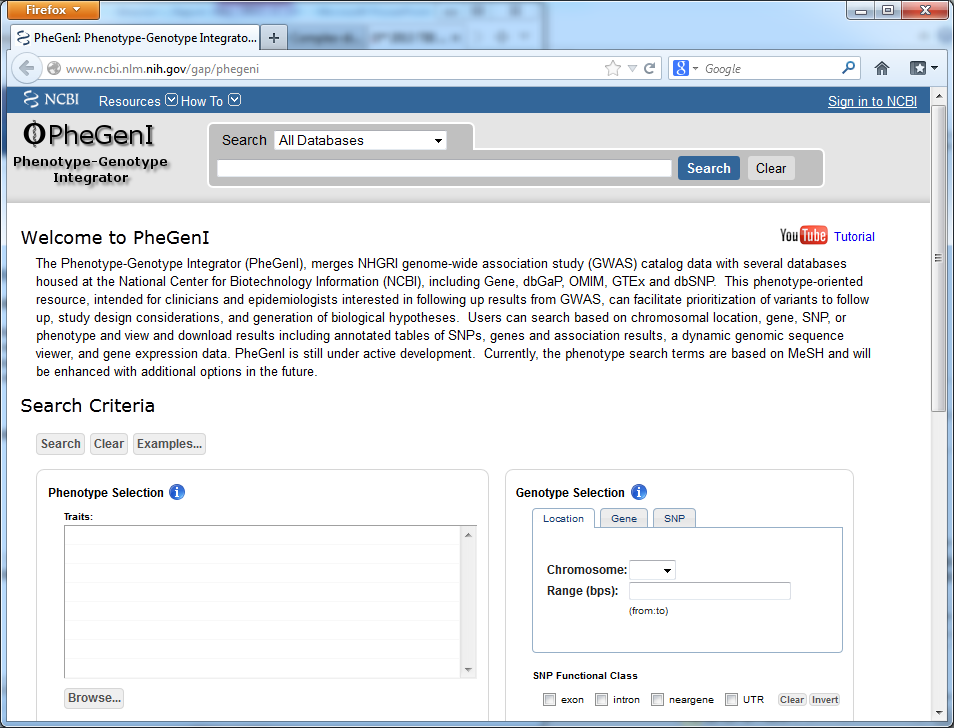 Firefox
PheGenI: Phenotype-Genotype Integrato...
www.ncbi.nlm.nih.gov/gap/phegeni
Google
NCBI Resources How To Sign in to NCBI
PheGenI
Phenotype-Genotype
Integrator
Search All Databases
Search Clear
Welcome to PheGenI
You Tube Tutorial
The Phenotype-Genotype Integrator (PheGenI), merges NHGRI genome-wide association study (GWAS) catalog data with several databases
housed at the National Center for Biotechnology Information (NCBI), including Gene, dbGaP, OMIM, GTEx and dbSNP. This phenotype-oriented
resource, intended for clinicians and epidemiologists interested in following up results from GWAS, can facilitate prioritization of variants to follow
up, study design considerations, and generation of biological hypotheses. Users can search based on chromosomal location, gene, SNP, or
phenotype and view and download results including annotated tables of SNPs, genes and association results, a dynamic genomic sequence
viewer, and gene expression data. PheGenI is still under active development. Currently, the phenotype search terms are based on MeSH and will
be enhanced with additional options in the future.
Search Criteria
Search Clear Examples...
Phenotype Selection
Traits:
Browse...
Genotype Selection
Location Gene SNP
Chromosome:
Range (bps):
(from:to)
SNP Functional Class
exon intron neargene UTR Clear Invert